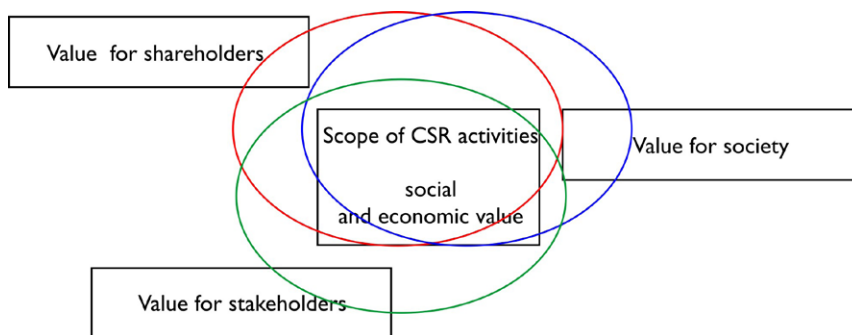 Value for shareholders
Scope of CSR activities
social
and economic value
Value for society
Value for stakeholders